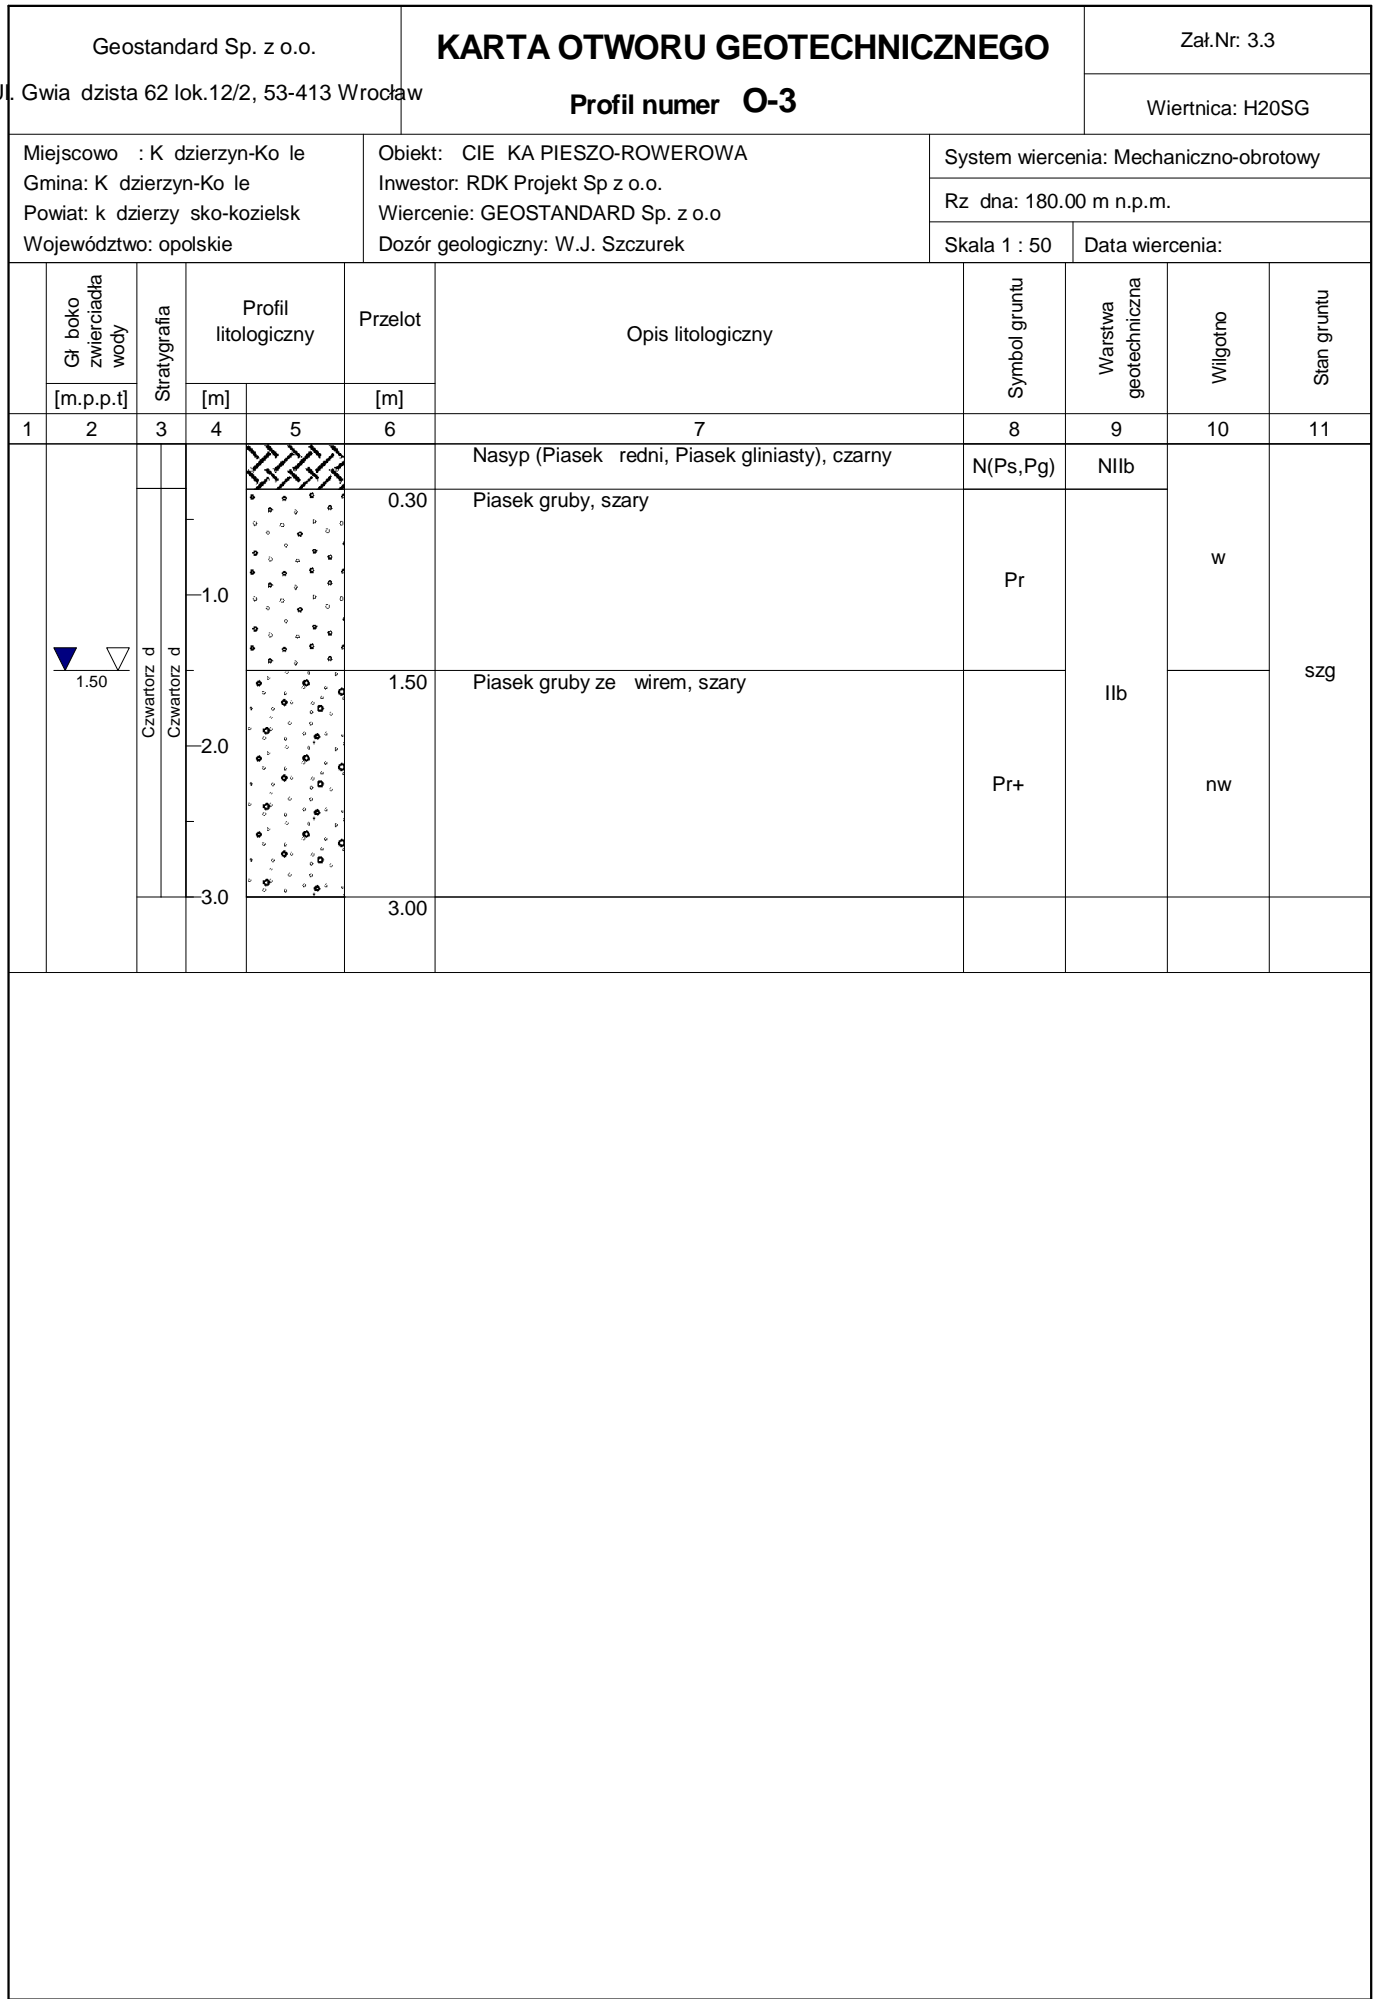 Geostandard Sp. z o.o.
Ul. Gwia dzista 62 lok.12/2, 53-413 Wrocław
KARTA OTWORU GEOTECHNICZNEGO
Profil numer O-3
Zał.Nr: 3.3
Wiertnica: H20SG
Miejscowo : K dzierzyn-Ko le
Gmina: K dzierzyn-Ko le
Powiat: k dzierzy sko-kozielsk
Województwo: opolskie
Obiekt: CIE KA PIESZO-ROWEROWA
Inwestor: RDK Projekt Sp z o.o.
Wiercenie: GEOSTANDARD Sp. z o.o
Dozór geologiczny: W.J. Szczurek
System wiercenia: Mechaniczno-obrotowy
Rz dna: 180.00 m n.p.m.
Skala 1 : 50
Data wiercenia:
Gł boko
zwierciadła
wody
[m.p.p.t]
Stratygrafia
Profil
litologiczny
[m]
Przelot
[m]
Opis litologiczny
Symbol gruntu
Warstwa
geotechniczna
Wilgotno
Stan gruntu
1 2 3 4 5 6 7 8 9 10 11
Nasyp (Piasek redni, Piasek gliniasty), czarny
N(Ps,Pg)
NIIb
0.30
Piasek gruby, szary
w
Pr
1.0
1.50
Czwartorz d
Czwartorz d
1.50
Piasek gruby ze wirem, szary
IIb
szg
2.0
Pr+
nw
3.0
3.00